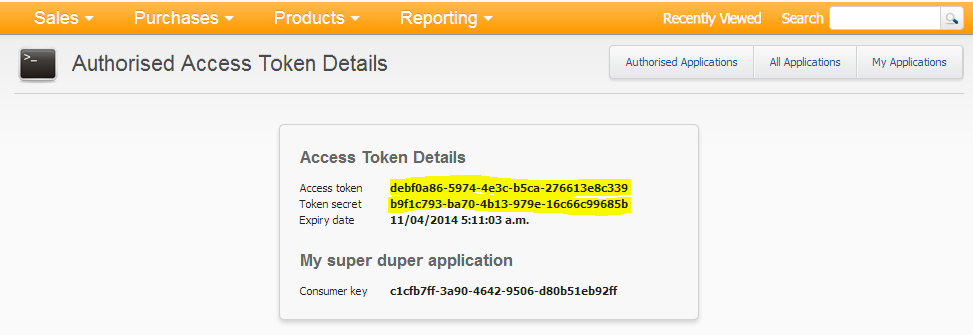 Sales Purchases Products Reporting Recently Viewed Search
>_ Authorised Access Token Details Authorised Applications All Applications My Applications
Access Token Details
Access token debf0a86-5974-4e3c-b5ca-276613e8c339
Token secret b9f1c793-ba70-4b13-979e-16c66c99685b
Expiry date 11/04/2014 5:11:03 a.m.
My super duper application
Consumer key c1cfb7ff-3a90-4642-9506-d80b51eb92ff